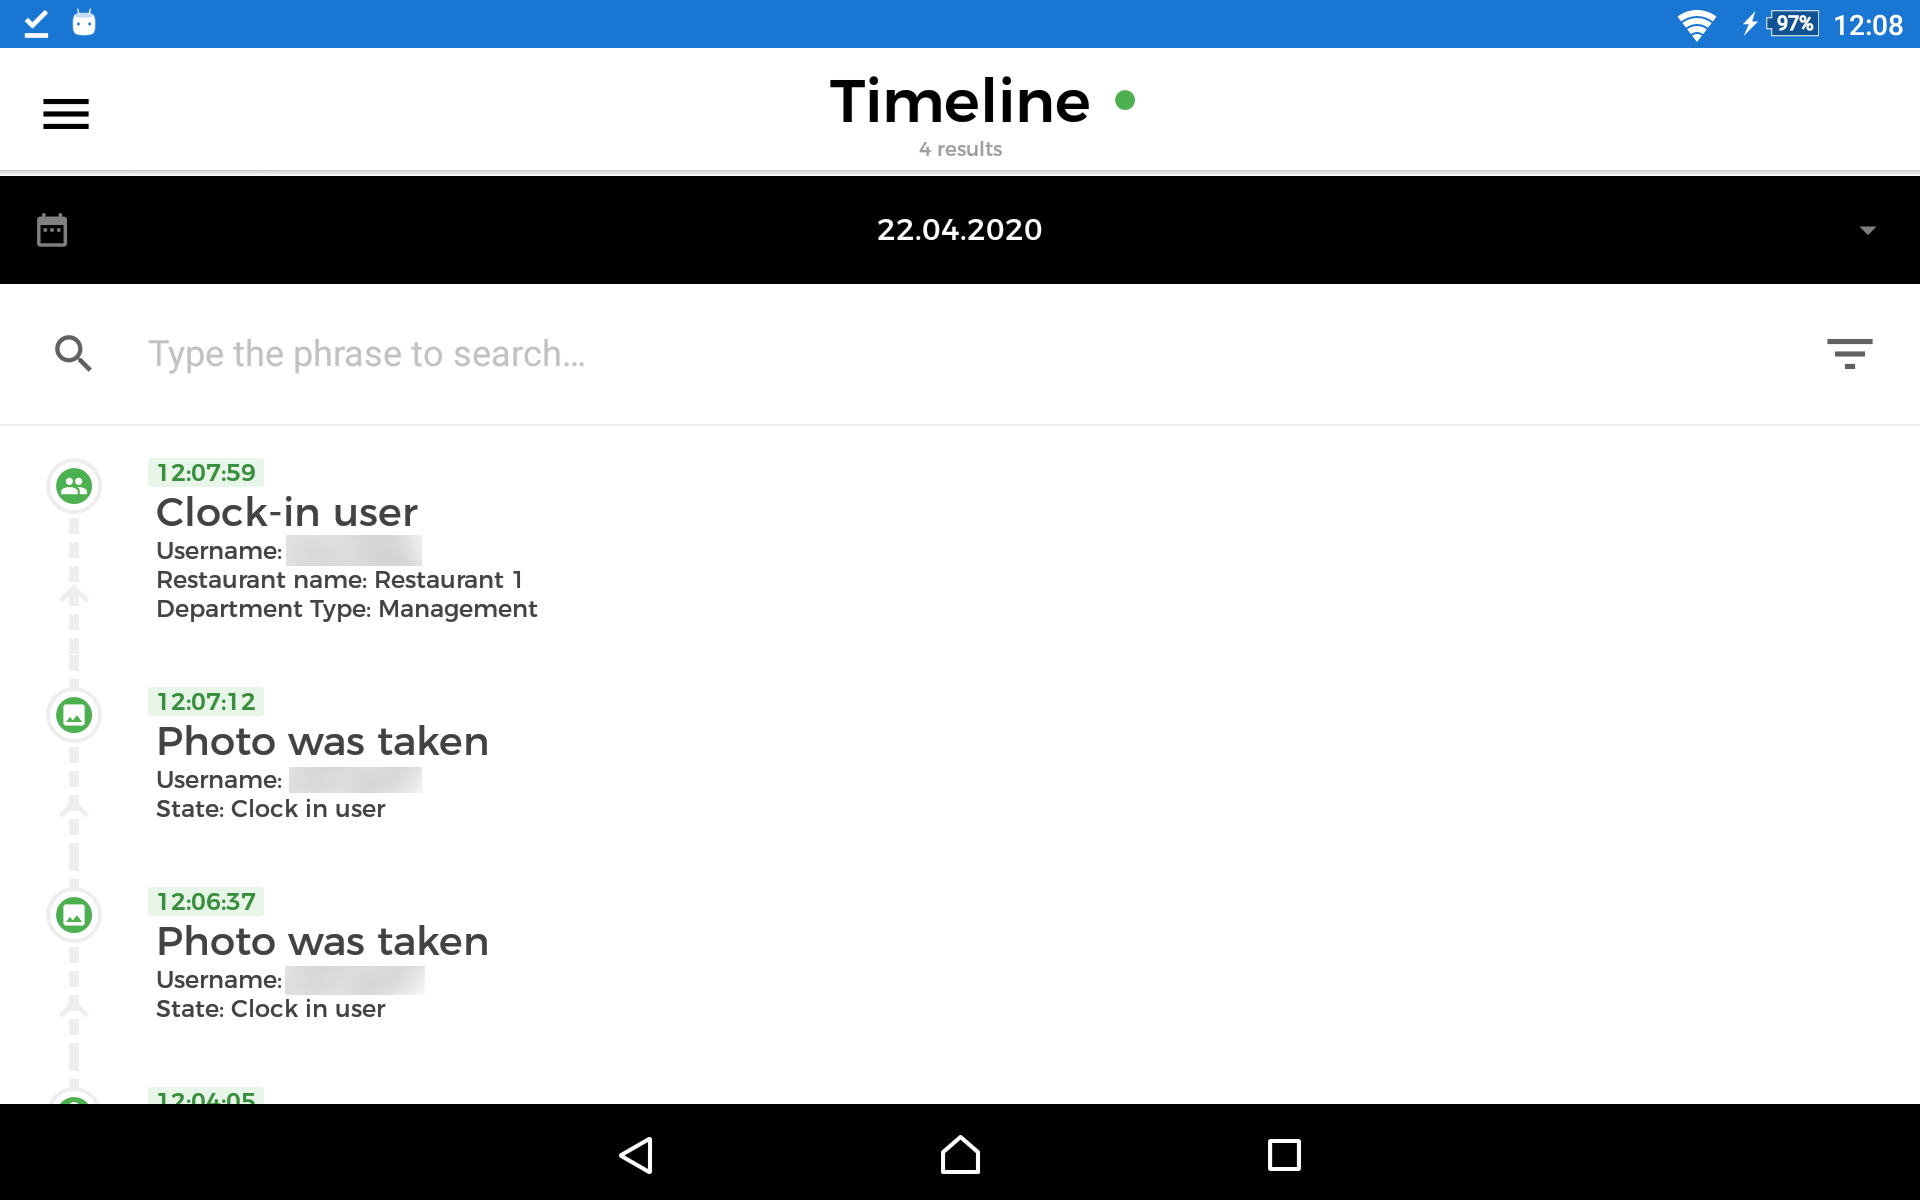 97% 12:08
Timeline
4 results
22.04.2020
Type the phrase to search...
12:07:59
Clock-in user
Username:
Restaurant name: Restaurant 1
Department Type: Management
12:07:12
Photo was taken
Username:
State: Clock in user
12:06:37
Photo was taken
Username:
State: Clock in user
12:04:05